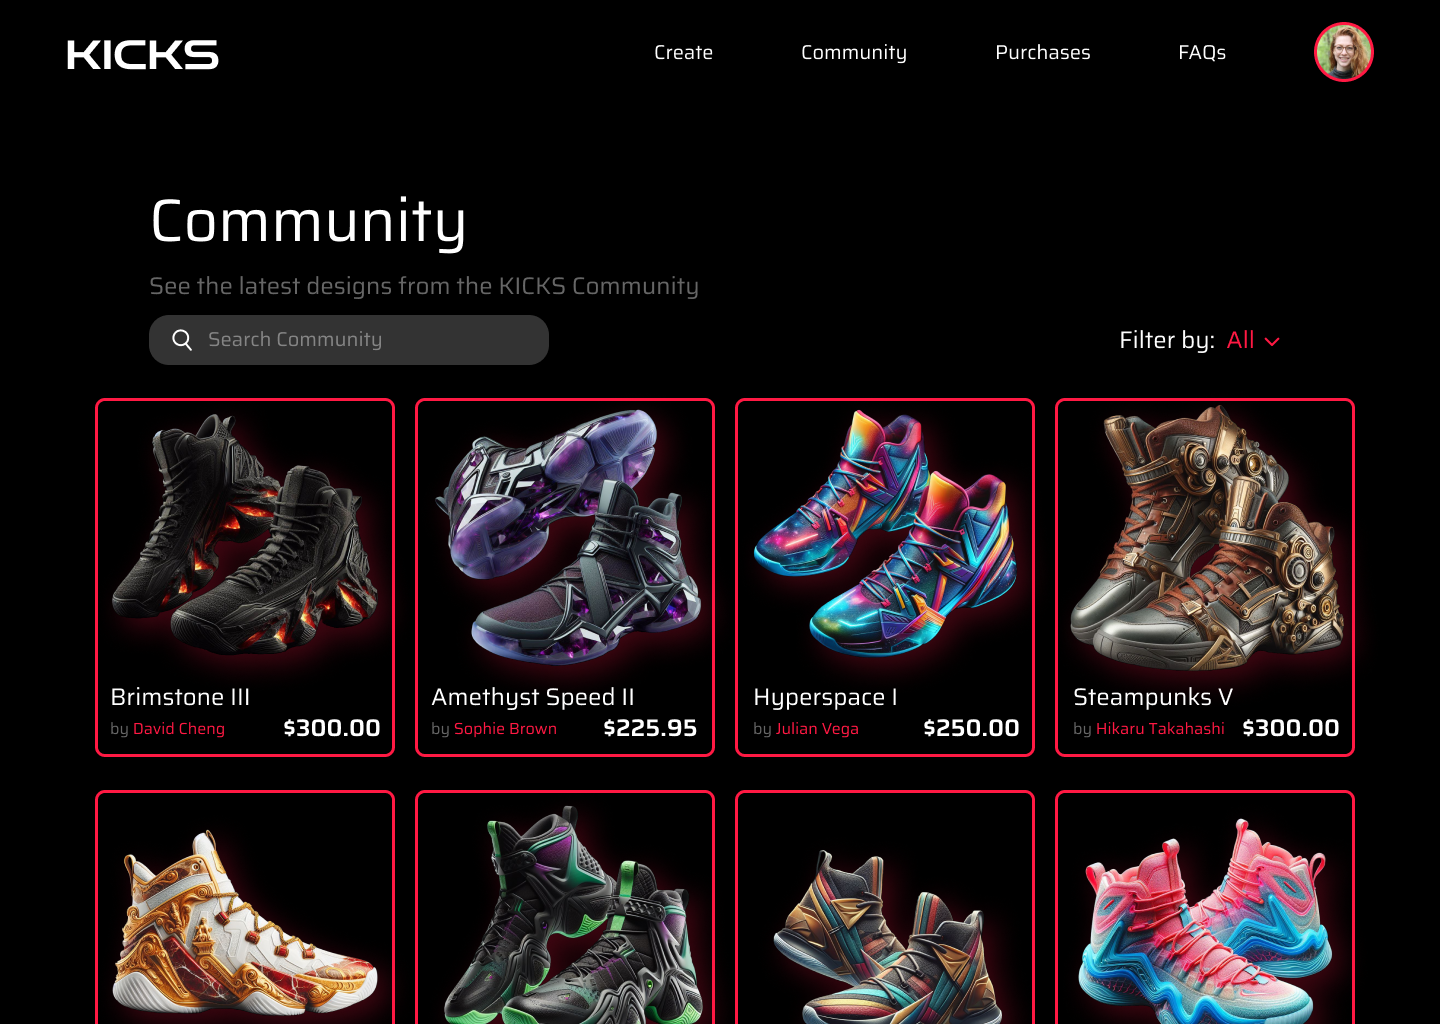 KICKS
Create Community Purchases FAQs
Community
See the latest designs from the KICKS Community
Search Community
Filter by: All
Brimstone III
by David Cheng $300.00
Amethyst Speed II
by Sophie Brown $225.95
Hyperspace I
by Julian Vega $250.00
Steampunks V
by Hikaru Takahashi $300.00